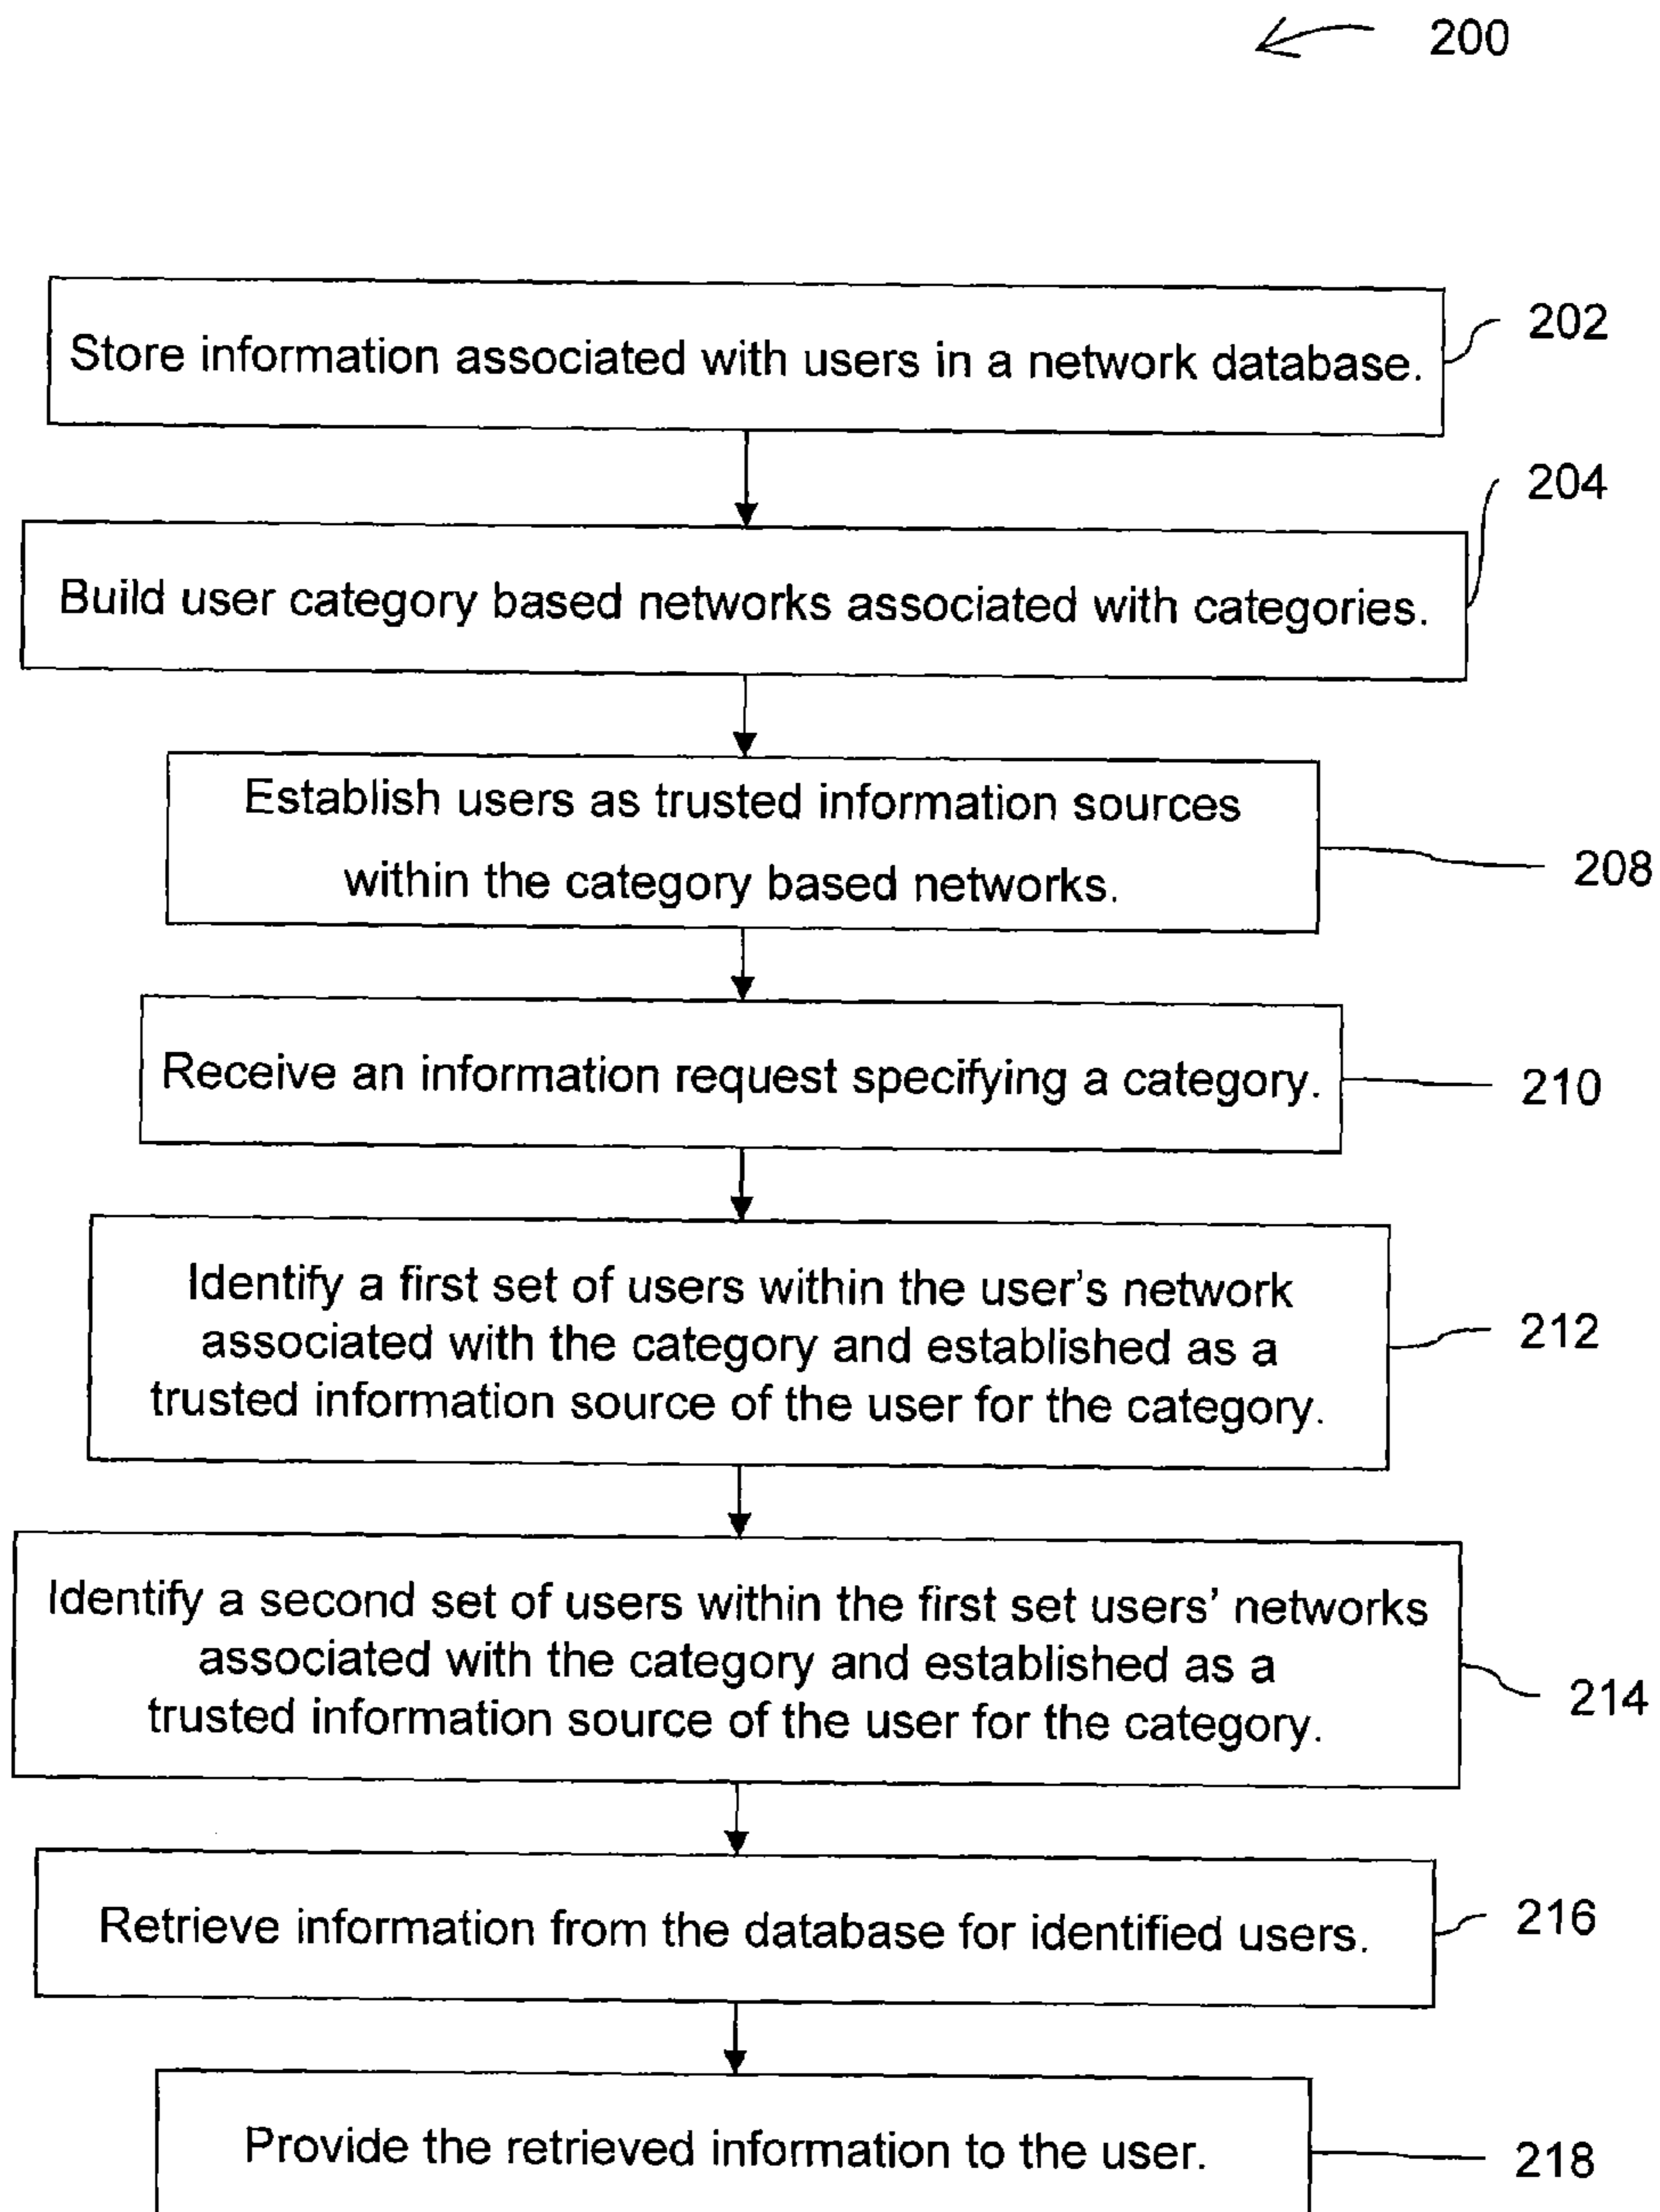 200
Store information associated with users in a network database.
202
204
Build user category based networks associated with categories.
Establish users as trusted information sources
within the category based networks.
208
Receive an information request specifying a category.
210
Identify a first set of users within the user's network
associated with the category and established as a
trusted information source of the user for the category.
212
Identify a second set of users within the first set users' networks
associated with the category and established as a
trusted information source of the user for the category.
214
Retrieve information from the database for identified users.
216
Provide the retrieved information to the user.
218